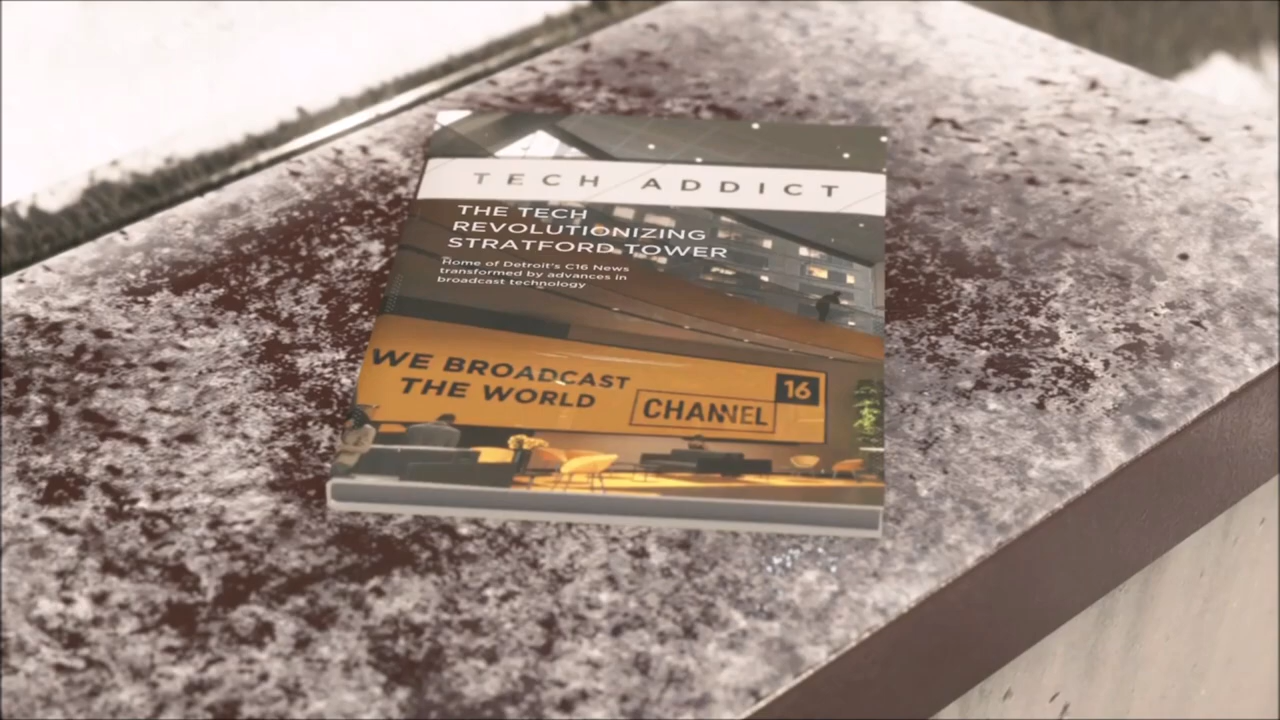 TECH ADDICT
THE TECH
REVOLUTIONIZING
STRATFORD TOWER
Home of Detroit's C16 News
transformed by advances in
broadcast technology
WE BROADCAST
THE WORLD
16
CHANNEL